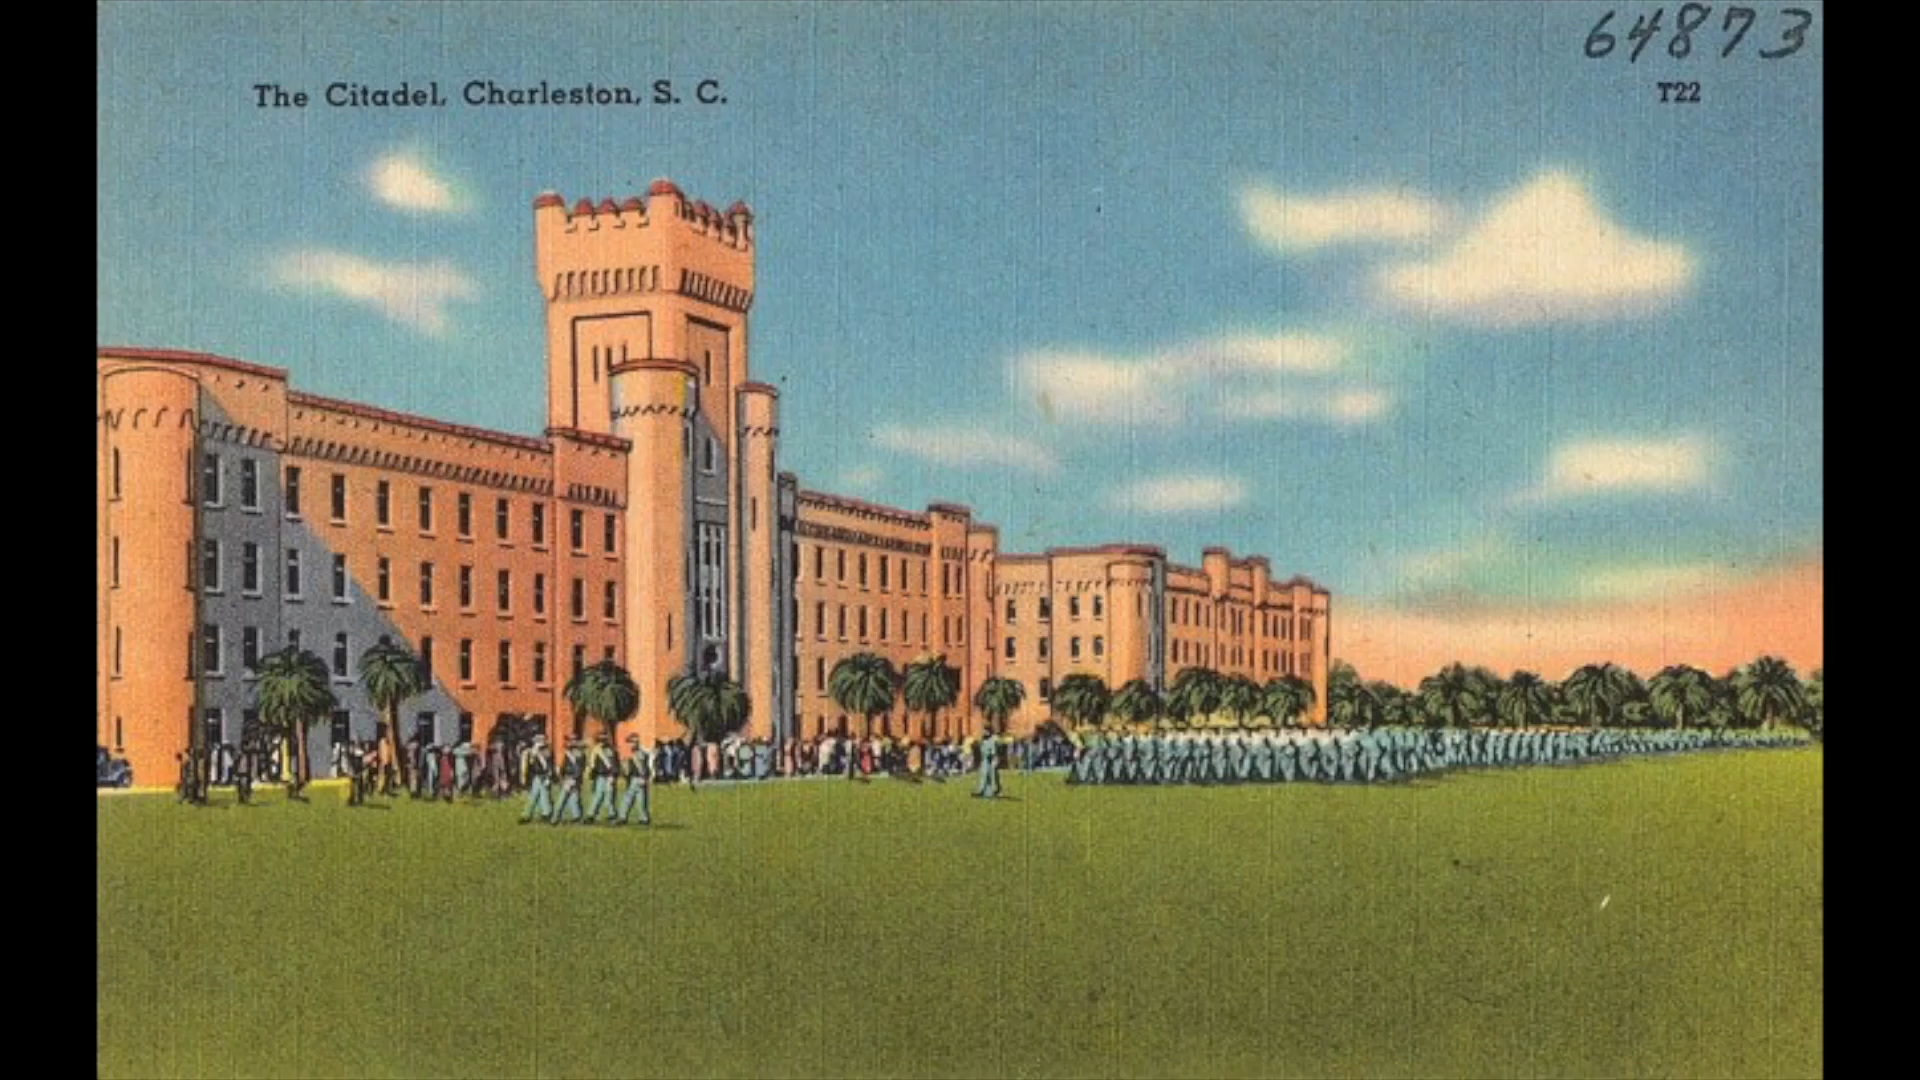 64873
The Citadel, Charleston, S. C.
T22